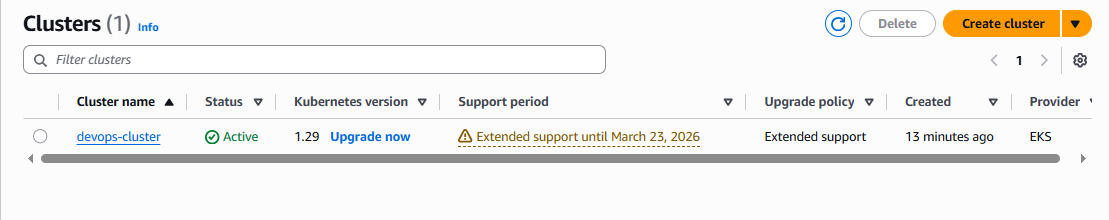 Clusters (1) Info
Delete
Create cluster
Filter clusters
1
Cluster name Status Kubernetes version Support period Upgrade policy Created Provider
devops-cluster Active 1.29 Upgrade now Extended support until March 23, 2026 Extended support 13 minutes ago EKS